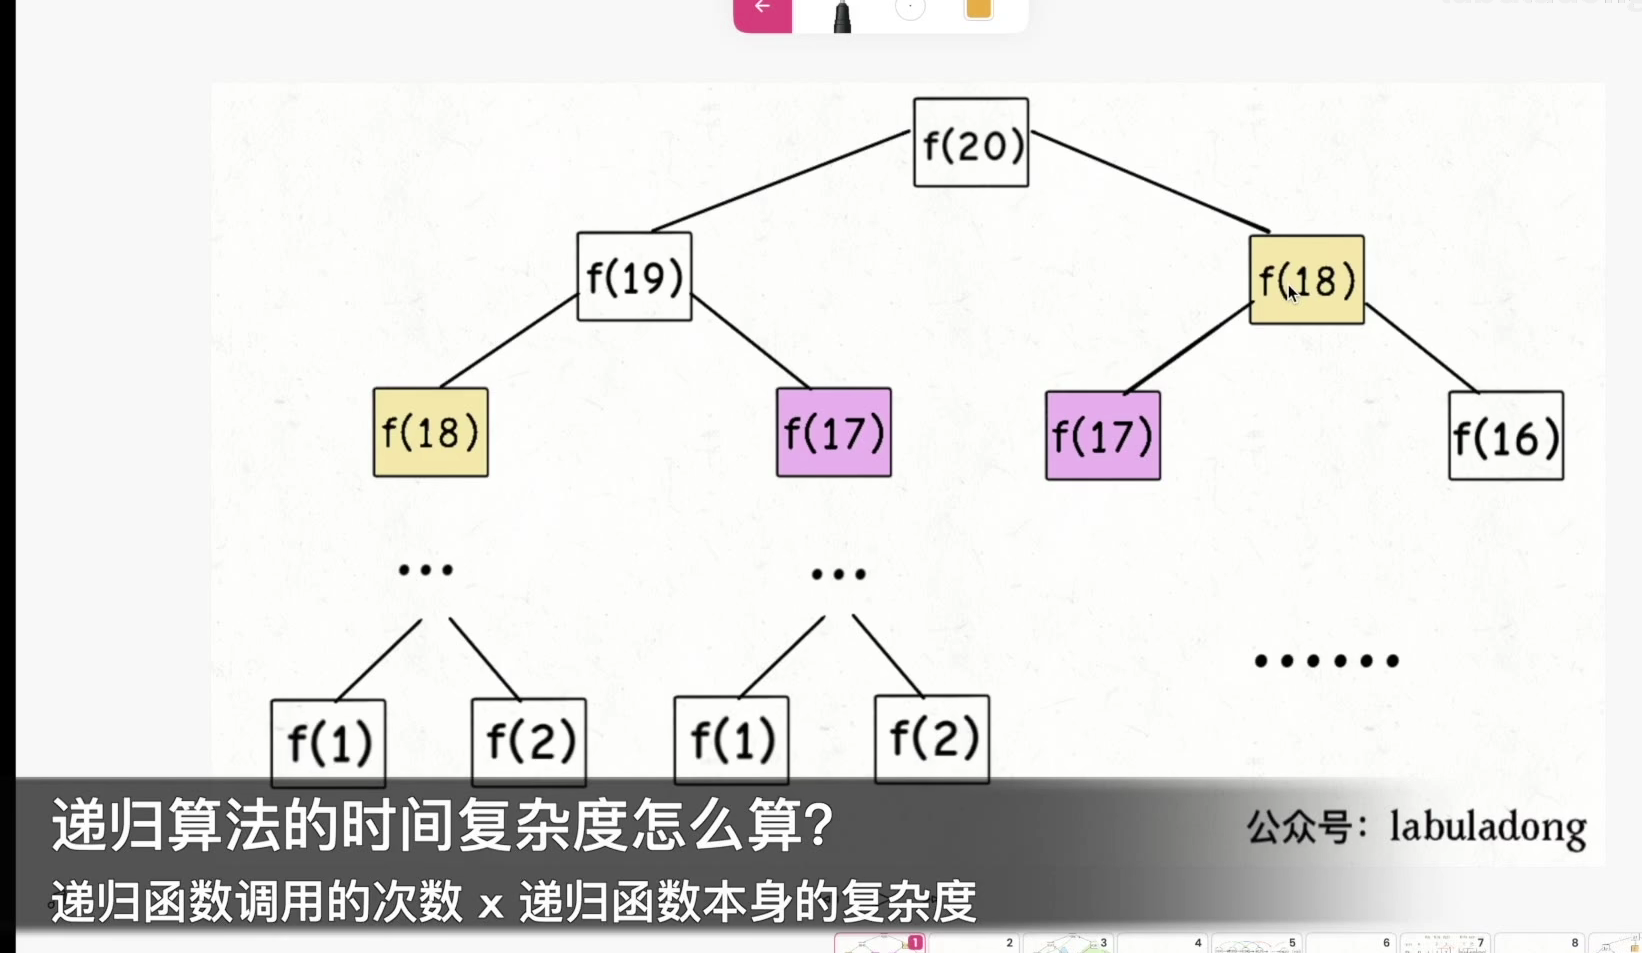 f(20)
f(19) f(18)
f(18) f(17) f(17) f(16)
...
...
......
f(1) f(2) f(1) f(2)
递归算法的时间复杂度怎么算?
公众号：labuladong
递归函数调用的次数 x 递归函数本身的复杂度
1 2 3 4 5 6 7 8